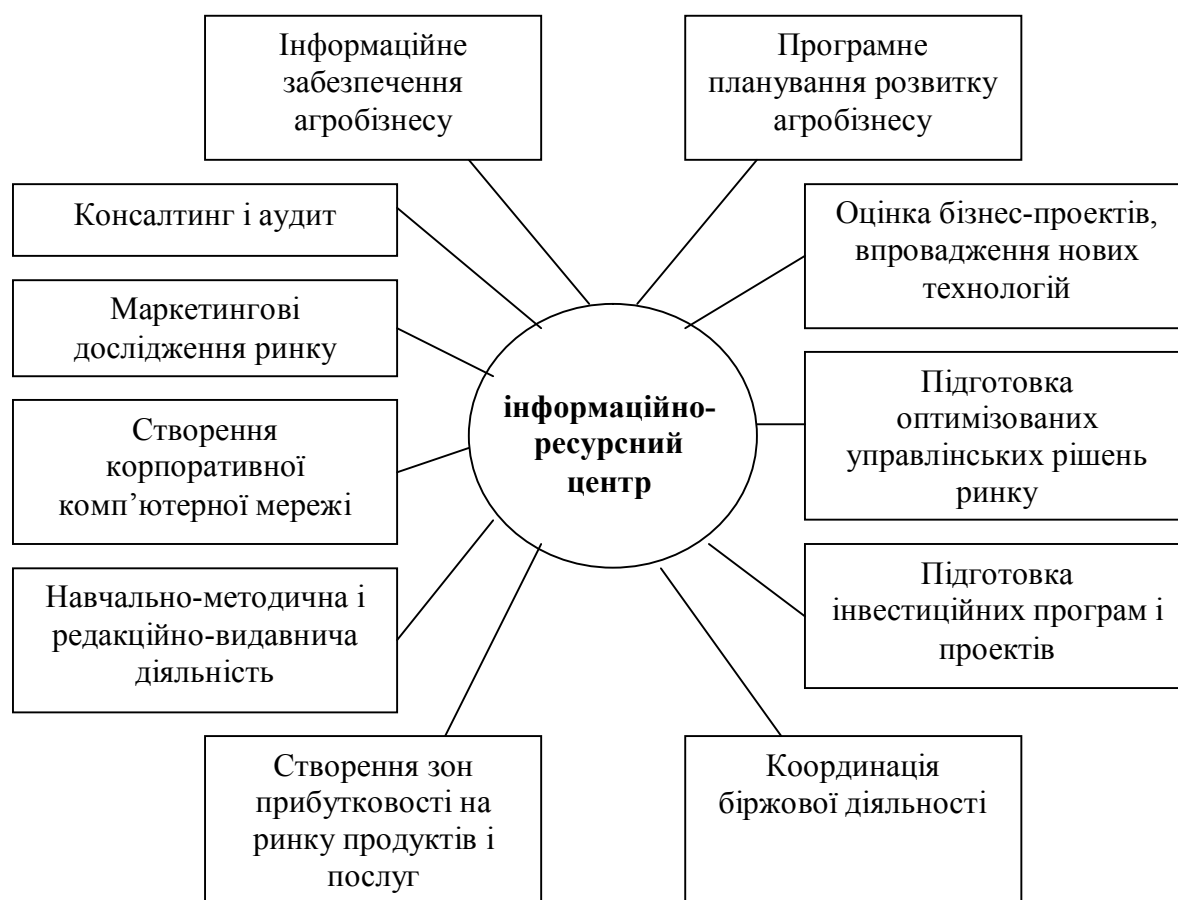 Інформаційне
забезпечення
агробізнесу
Програмне
планування розвитку
агробізнесу
Консалтинг і аудит
Оцінка бізнес-проектів,
впровадження нових
технологій
Маркетингові
дослідження ринку
інформаційно-
ресурсний
центр
Підготовка
оптимізованих
управлінських рішень
ринку
Створення
корпоративної
комп’ютерної мережі
Підготовка
інвестиційних програм і
проектів
Навчально-методична і
редакційно-видавнича
діяльність
Створення зон
прибутковості на
ринку продуктів і
послуг
Координація
біржової діяльності